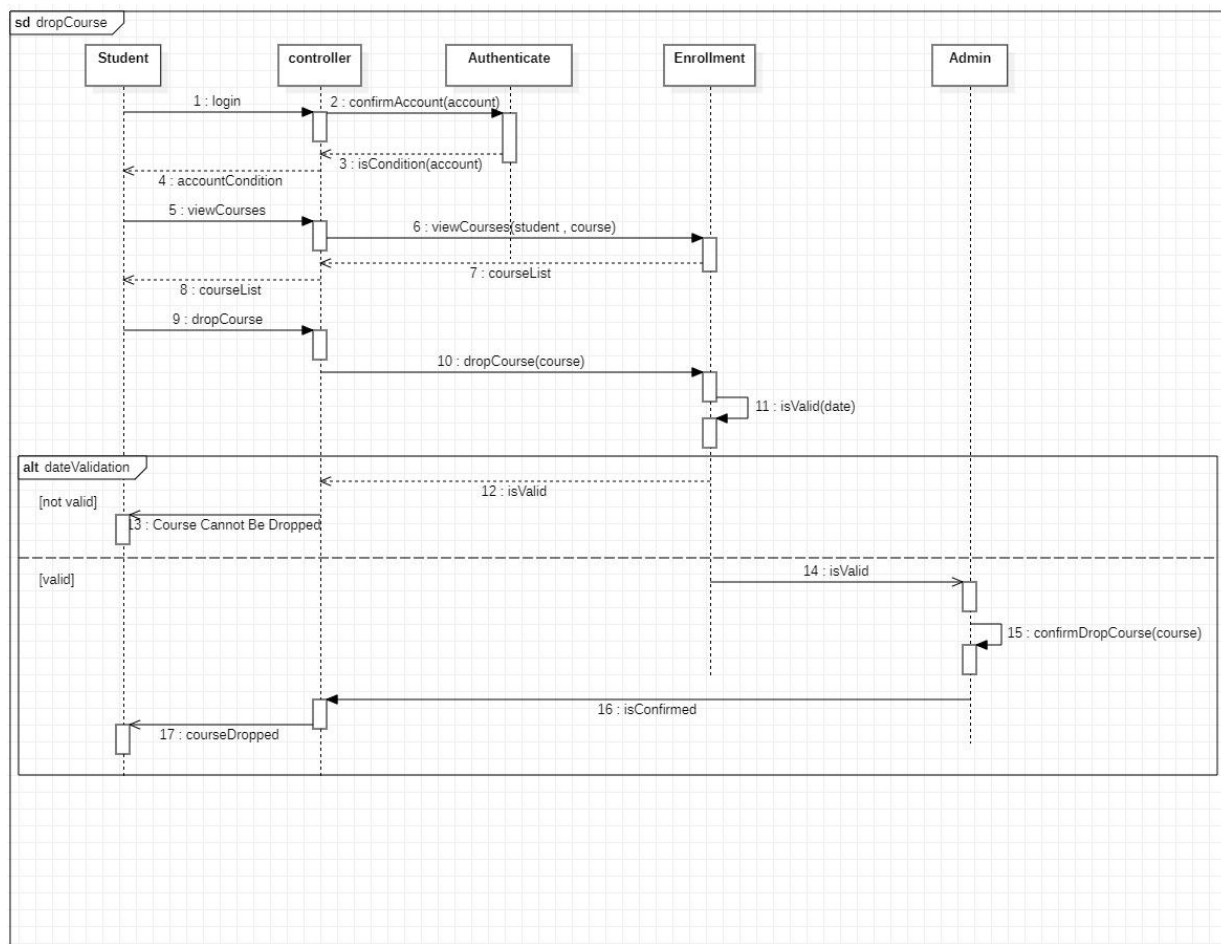 sd dropCourse
Student
controller
Authenticate
Enrollment
Admin
1 : login
2 : confirmAccount(account)
3 : isCondition(account)
4 : accountCondition
5 : viewCourses
6 : viewCourses(student , course)
7 : courseList
8 : courseList
9 : dropCourse
10 : dropCourse(course)
11 : isValid(date)
alt dateValidation
12 : isValid
[not valid]
13 : Course Cannot Be Dropped
[valid]
14 : isValid
15 : confirmDropCourse(course)
16 : isConfirmed
17 : courseDropped